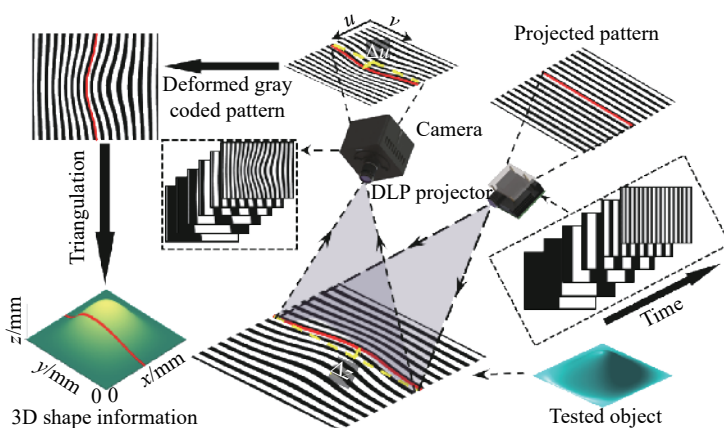 u
ν
Δu
Projected pattern
Deformed gray
coded pattern
Camera
DLP projector
Triangulation
Time
z/mm
y/mm
0 0
x/mm
3D shape information
Tested object